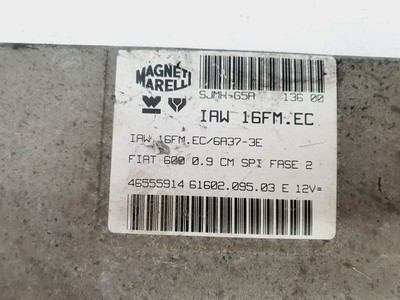 MAGNETI
MARELLI
SJMW-65A 136 00
IAW 16FM.EC
IAW 16FM.EC/6A37-3E
FIAT 600 0.9 CM SPI FASE 2
46555914 61602.095.03 E 12V=